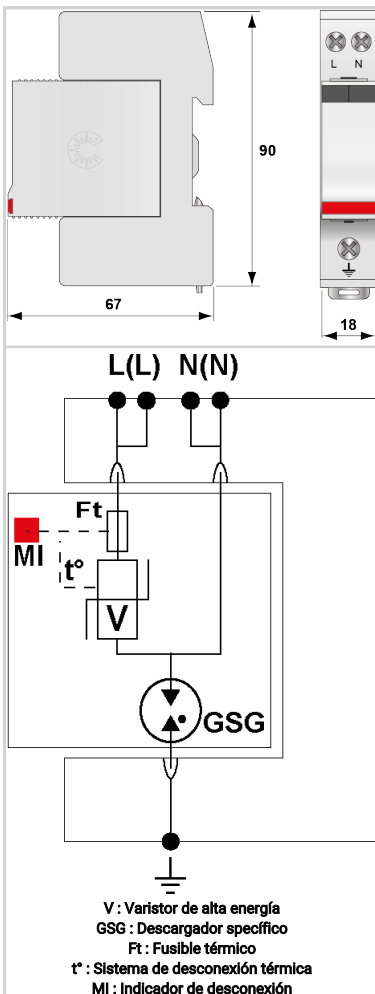 L N
90
67
18
L(L) N(N)
Ft
MI
t°
V
GSG
V : Varistor de alta energía
GSG : Descargador específico
Ft : Fusible térmico
t° : Sistema de desconexión térmica
MI : Indicador de desconexión